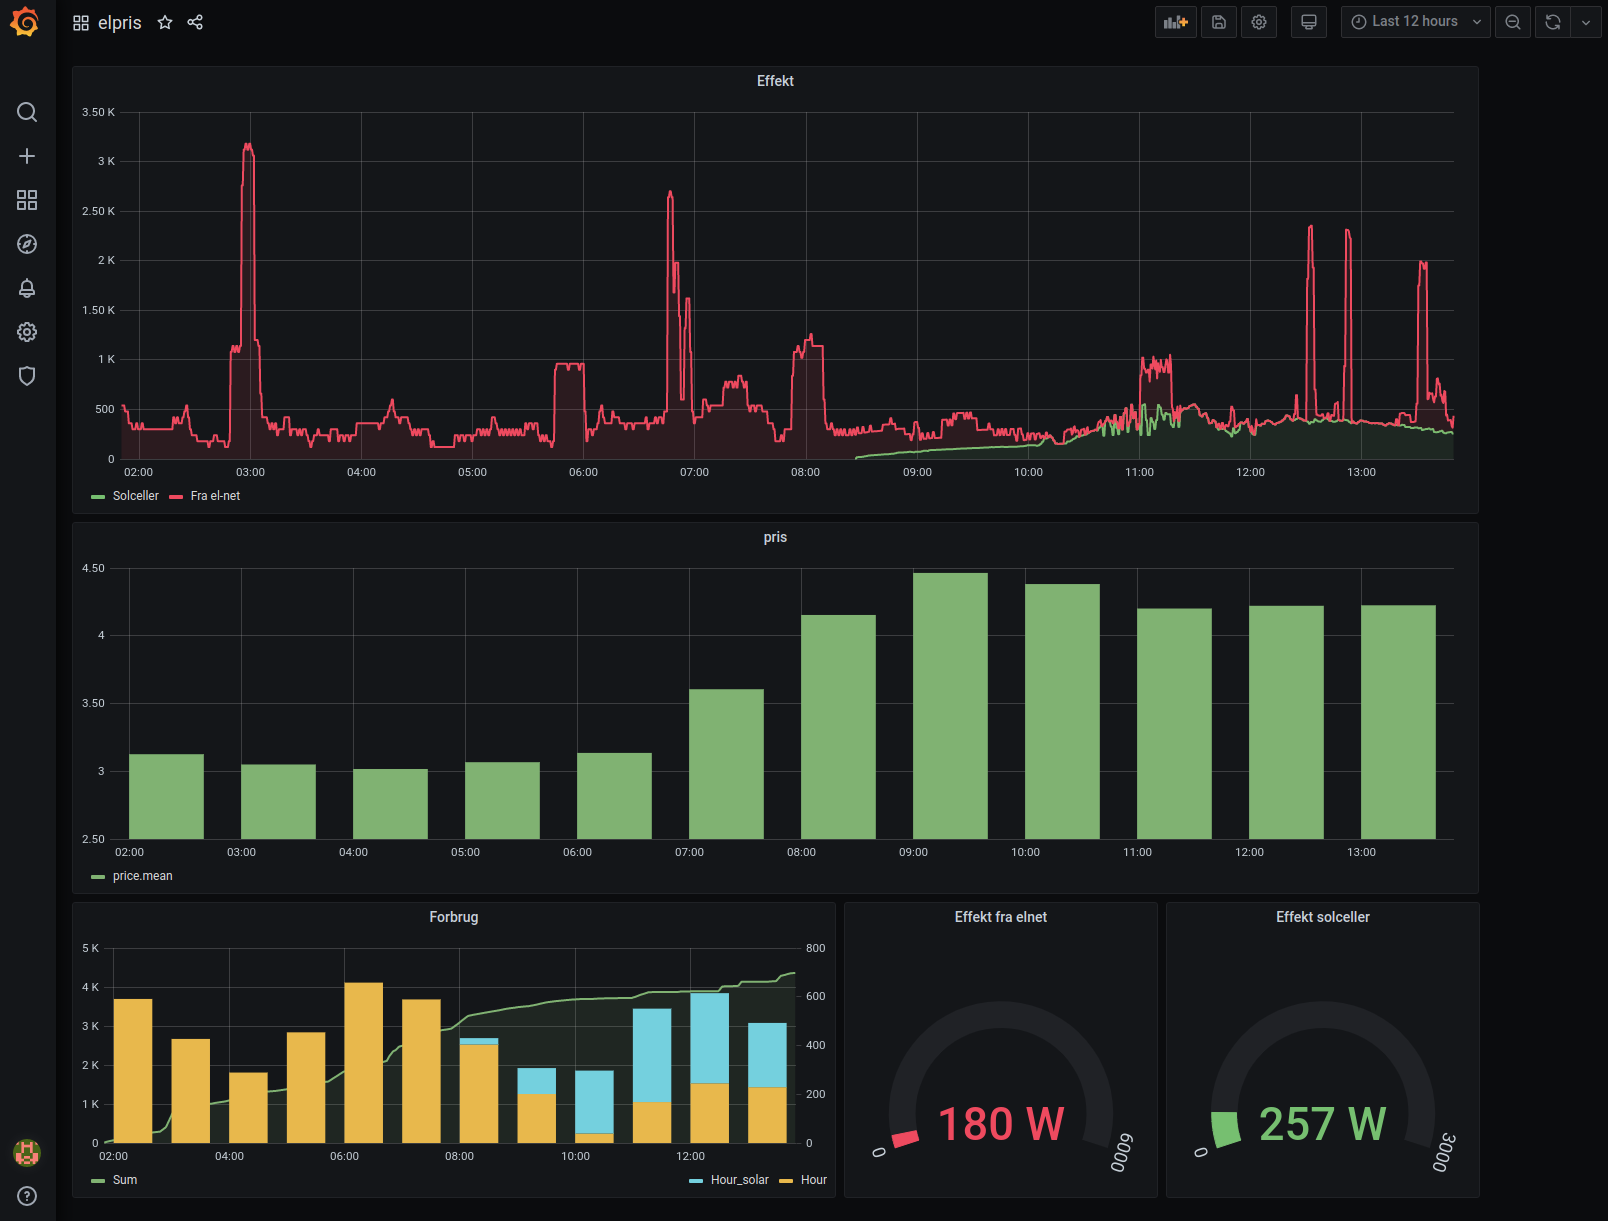 elpris
Last 12 hours
Effekt
3.50 K
3 K
2.50 K
2 K
1.50 K
1 K
500
0
02:00 03:00 04:00 05:00 06:00 07:00 08:00 09:00 10:00 11:00 12:00 13:00
Solceller Fra el-net
pris
4.50
4
3.50
3
2.50
02:00 03:00 04:00 05:00 06:00 07:00 08:00 09:00 10:00 11:00 12:00 13:00
price.mean
Forbrug
5 K 800
4 K
600
3 K
400
2 K
200
1 K
0 0
02:00 04:00 06:00 08:00 10:00 12:00
Sum Hour_solar Hour
Effekt fra elnet
180 W
0 6000
Effekt solceller
257 W
0 3000